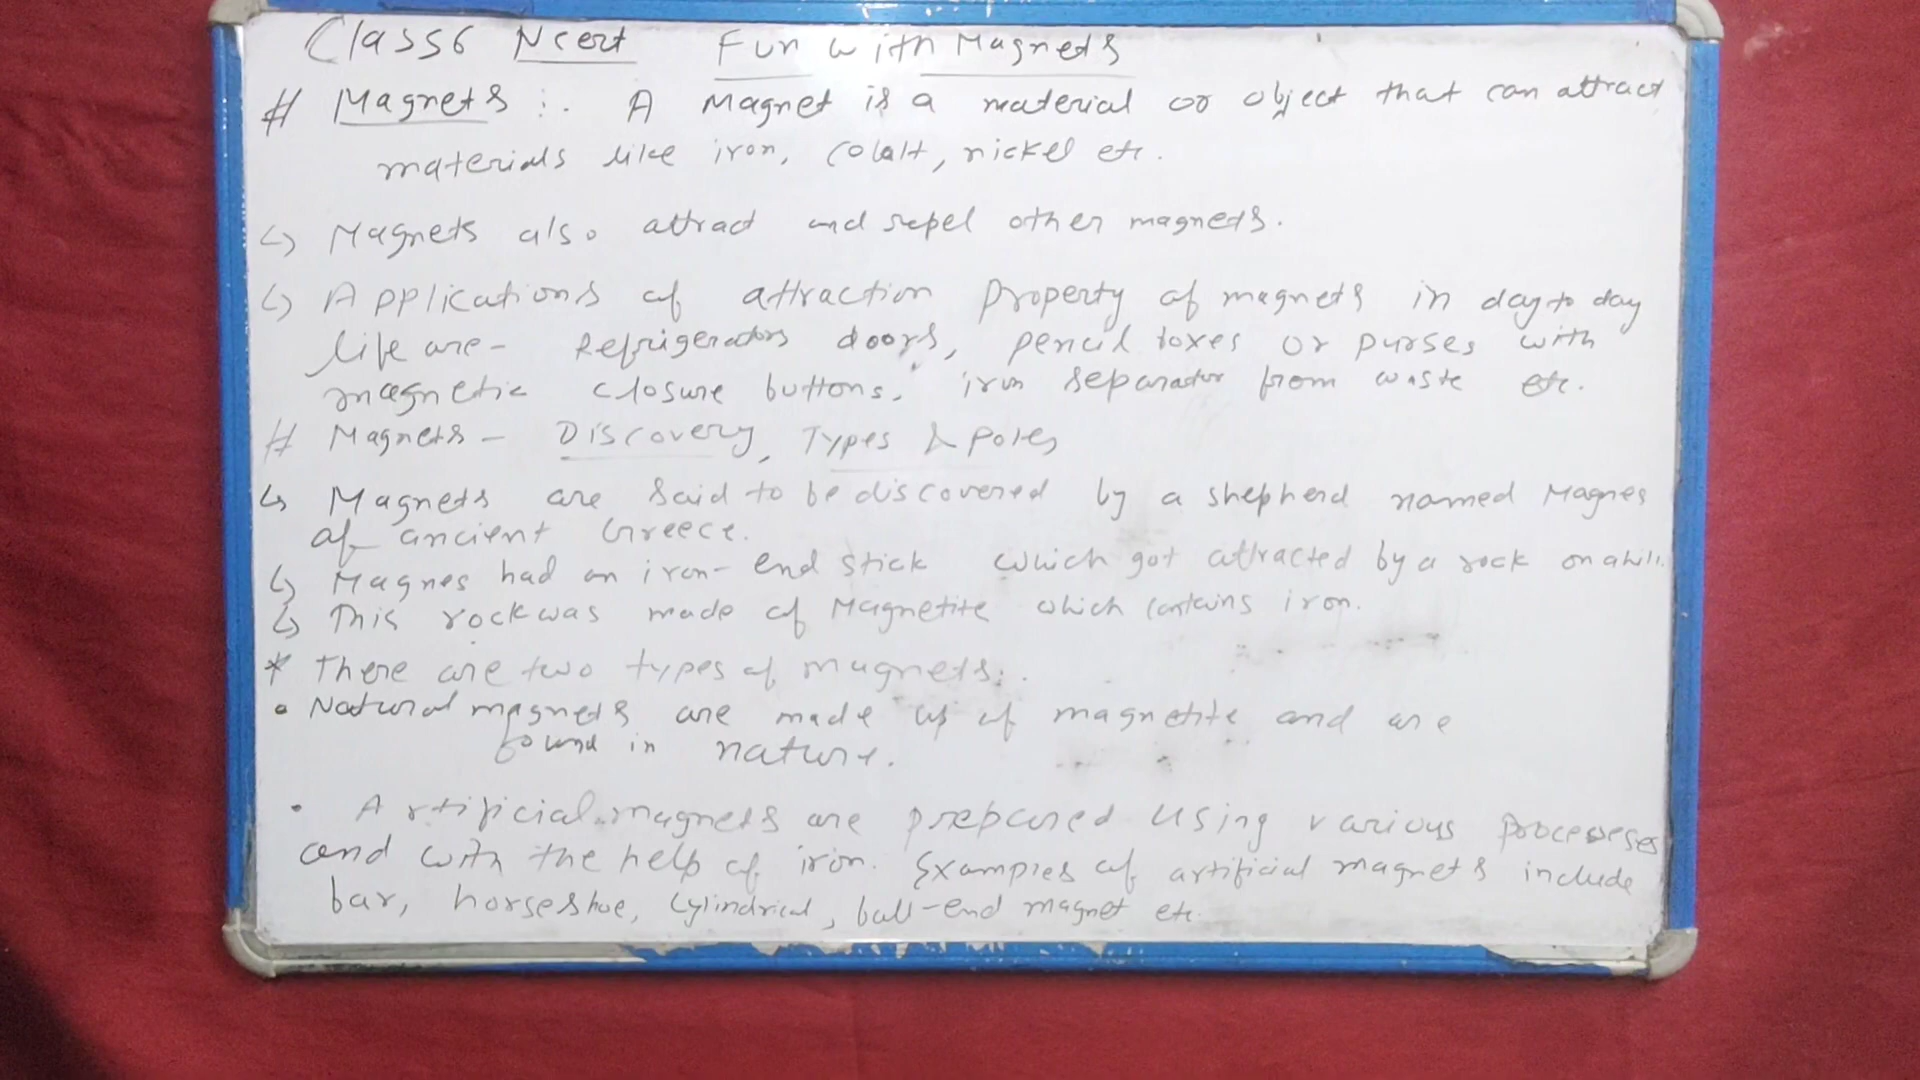 Class 6 Ncert Fun with Magnets
# Magnets :. A Magnet is a material or object that can attract
materials like iron, Cobalt, nickel etc.
↳ Magnets also attract and repel other magnets.
↳ Applications of attraction property of magnets in day to day
life are - Refrigerators doors, pencil boxes or purses with
magnetic closure buttons, iron separator from waste etc.
# Magnets - Discovery, Types & Poles
↳ Magnets are said to be discovered by a shepherd named Magnes
of ancient Greece.
↳ Magnes had an iron-end stick which got attracted by a rock on a hill.
↳ This rock was made of Magnetite which contains iron.
* There are two types of magnets:.
• Natural magnets are made up of magnetite and are
found in nature.
• Artificial magnets are prepared using various processes
and with the help of iron. Examples of artificial magnets include
bar, horseshoe, cylindrical, ball-end magnet etc.